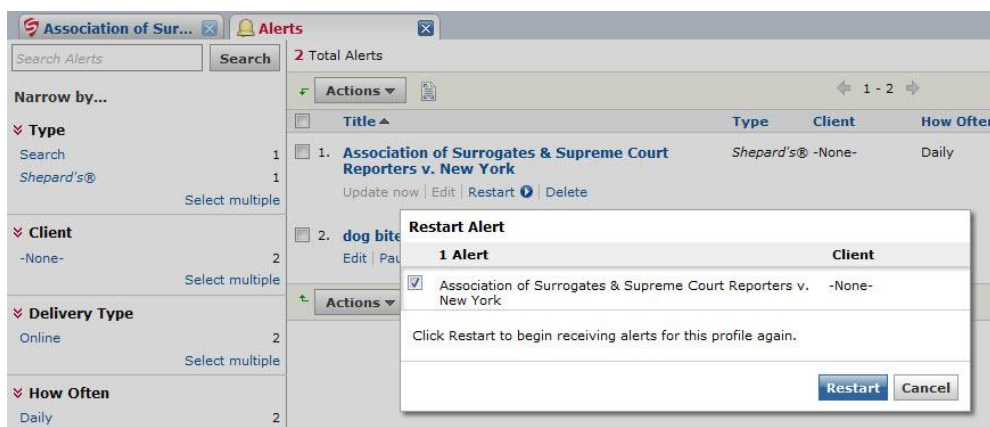 Association of Sur...
Alerts
Search Alerts
Search
2 Total Alerts
Narrow by...
Actions
1 - 2
Title
Type
Client
How Ofte
Type
Search 1
Shepard's® 1
Select multiple
1. Association of Surrogates & Supreme Court
Reporters v. New York
Shepard's® -None- Daily
Update now | Edit | Restart | Delete
Client
-None- 2
Select multiple
2. dog bite
Edit | Pau
Actions
Delivery Type
Online 2
Select multiple
How Often
Daily 2
Restart Alert
1 Alert Client
Association of Surrogates & Supreme Court Reporters v. -None-
New York
Click Restart to begin receiving alerts for this profile again.
Restart Cancel